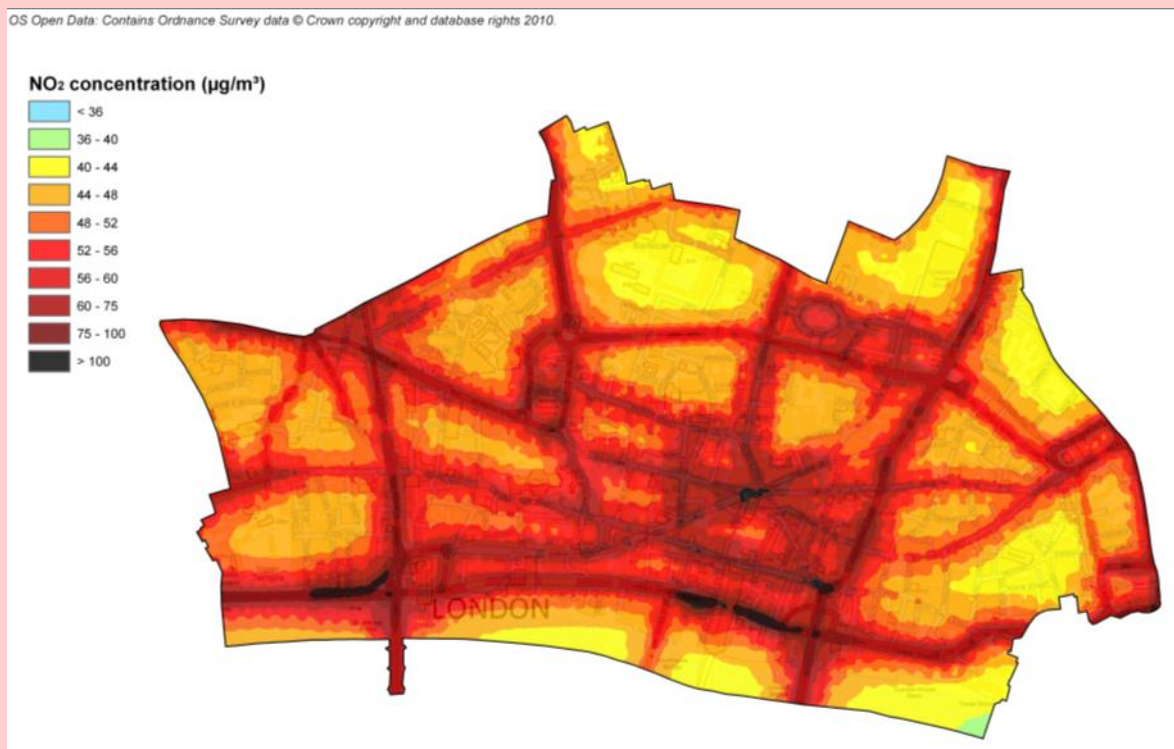 OS Open Data: Contains Ordnance Survey data © Crown copyright and database rights 2010.
NO₂ concentration (µg/m³)
< 36
36 - 40
40 - 44
44 - 48
48 - 52
52 - 56
56 - 60
60 - 75
75 - 100
> 100
LONDON